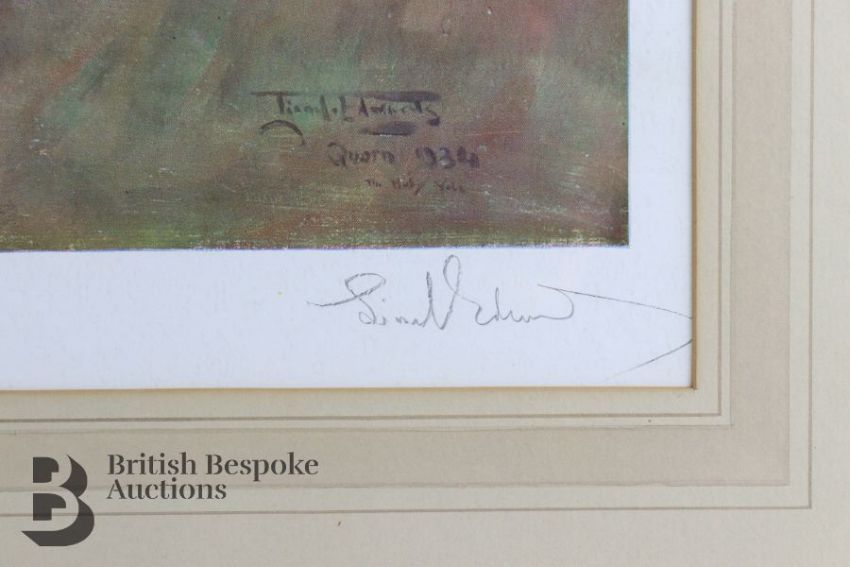 Lionel Edwards
Quorn 1934
Lionel Edwards
British Bespoke
Auctions